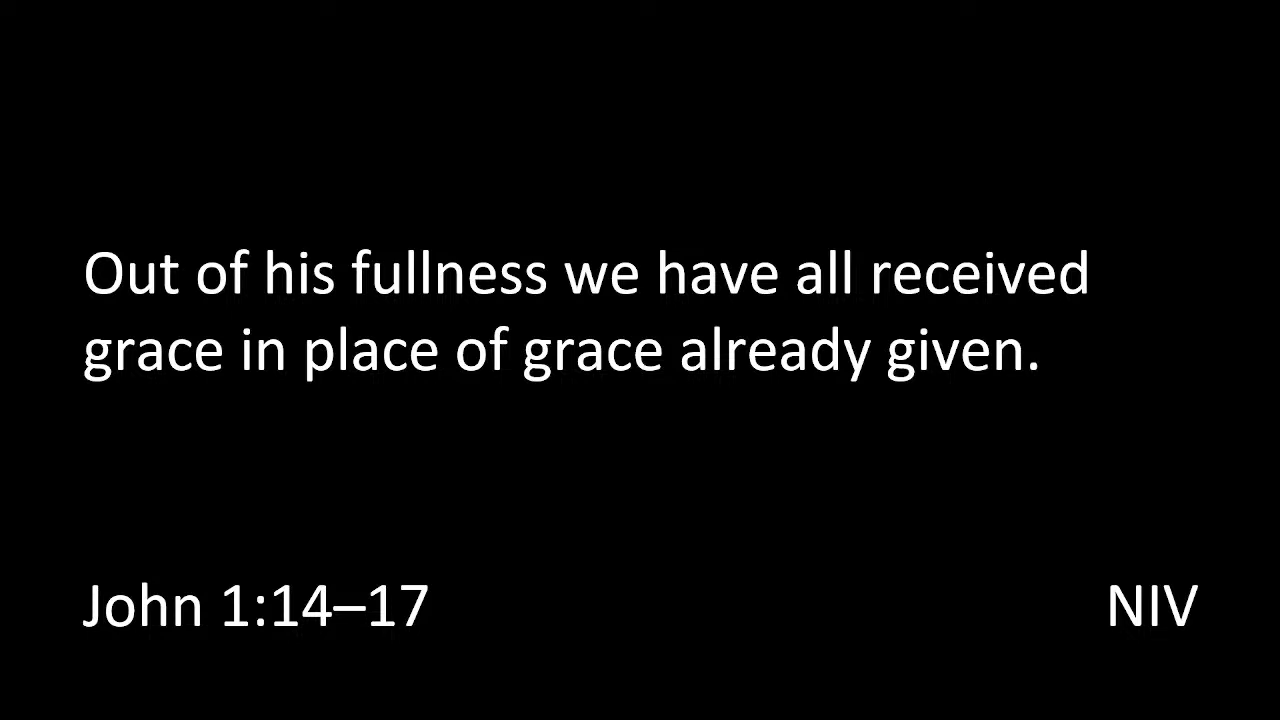 Out of his fullness we have all received
grace in place of grace already given.
John 1:14–17 NIV